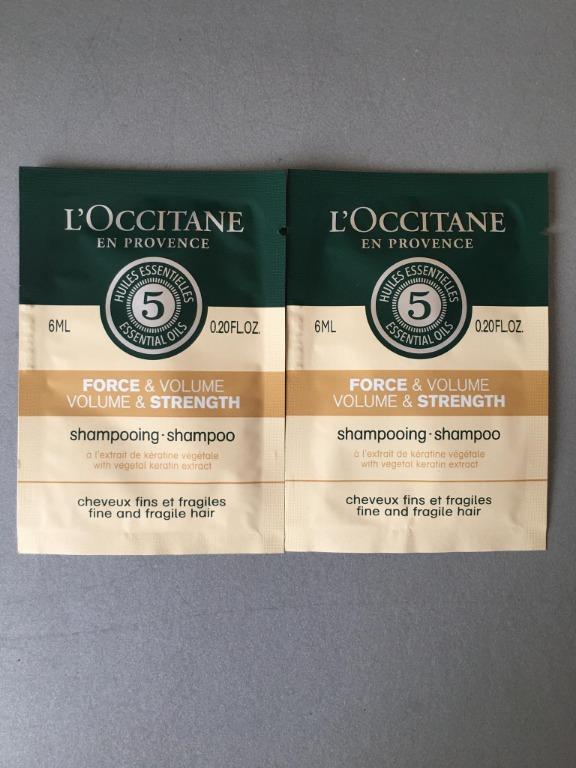 L'OCCITANE
EN PROVENCE
HUILES ESSENTIELLES
5
ESSENTIAL OILS
6ML
0.20FL.OZ.
FORCE & VOLUME
VOLUME & STRENGTH
shampooing · shampoo
à l'extrait de kératine végétale
with vegetal keratin extract
cheveux fins et fragiles
fine and fragile hair
L'OCCITANE
EN PROVENCE
HUILES ESSENTIELLES
5
ESSENTIAL OILS
6ML
0.20FL.OZ.
FORCE & VOLUME
VOLUME & STRENGTH
shampooing · shampoo
à l'extrait de kératine végétale
with vegetal keratin extract
cheveux fins et fragiles
fine and fragile hair